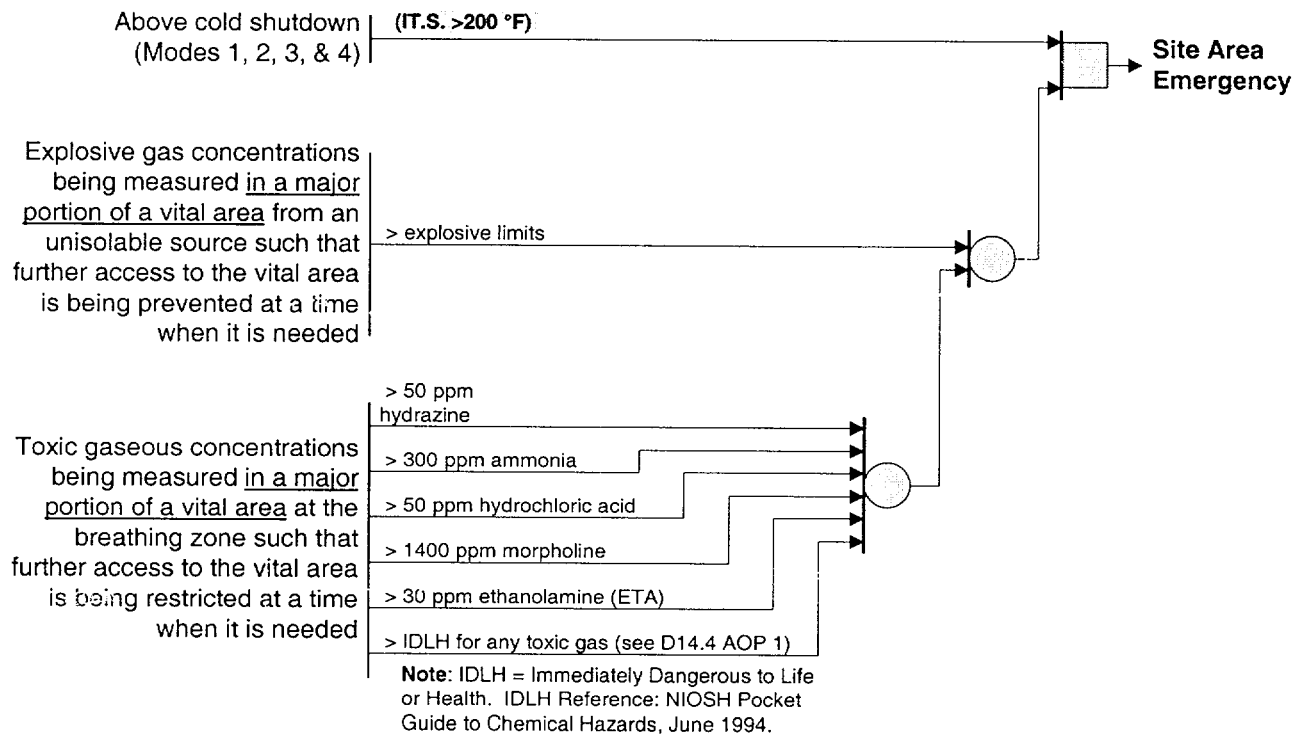 Above cold shutdown
(Modes 1, 2, 3, & 4)
(IT.S. >200 °F)
Site Area
Emergency
Explosive gas concentrations
being measured in a major
portion of a vital area from an
unisolable source such that
further access to the vital area
is being prevented at a time
when it is needed
> explosive limits
Toxic gaseous concentrations
being measured in a major
portion of a vital area at the
breathing zone such that
further access to the vital area
is being restricted at a time
when it is needed
> 50 ppm
hydrazine
> 300 ppm ammonia
> 50 ppm hydrochloric acid
> 1400 ppm morpholine
> 30 ppm ethanolamine (ETA)
> IDLH for any toxic gas (see D14.4 AOP 1)
Note: IDLH = Immediately Dangerous to Life
or Health. IDLH Reference: NIOSH Pocket
Guide to Chemical Hazards, June 1994.